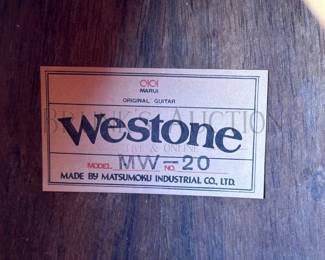 OIOI
MARUI
ORIGINAL GUITAR
Westone
MODEL MW-20 NO.
MADE BY MATSUMOKU INDUSTRIAL CO., LTD.